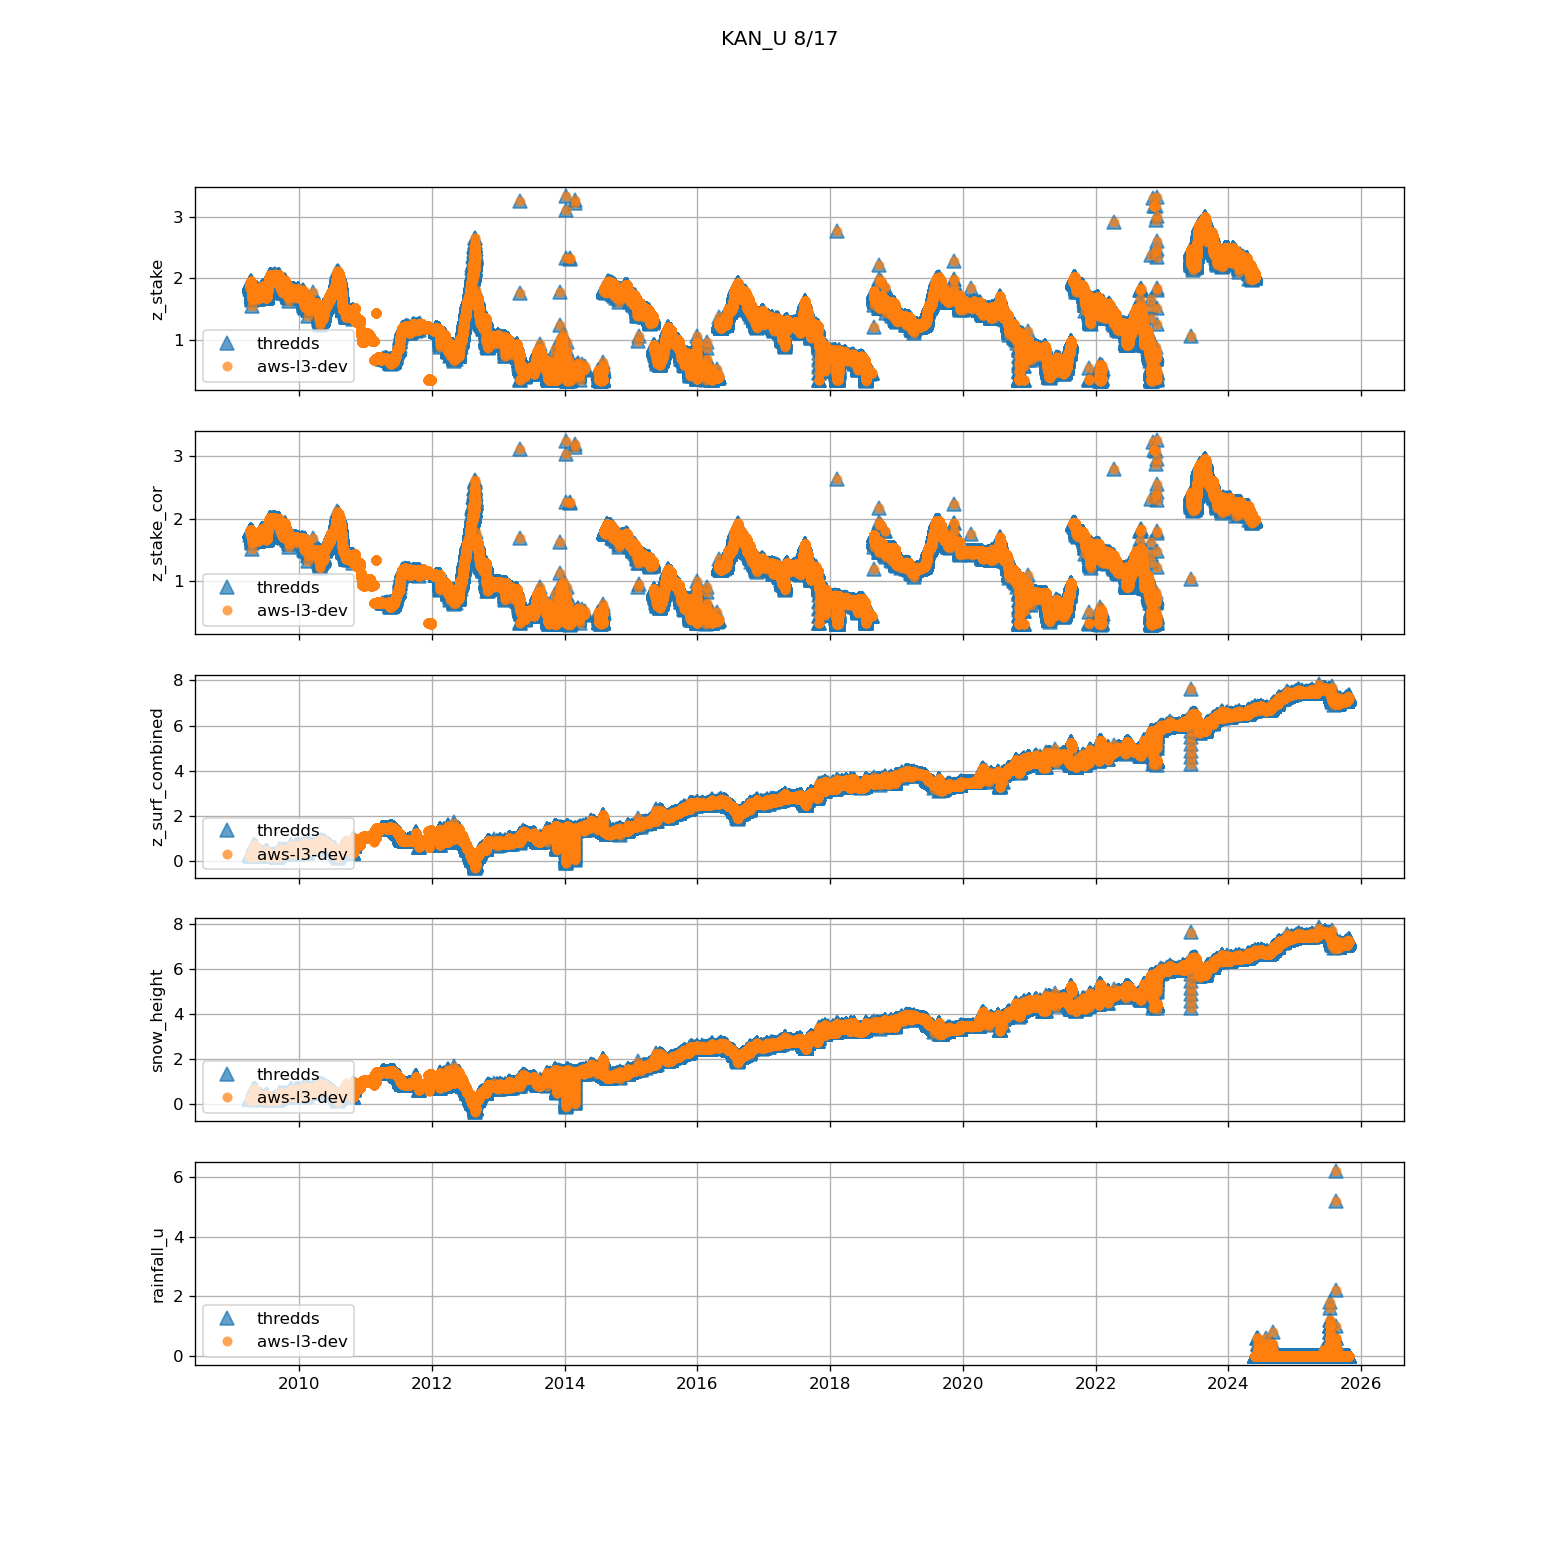 KAN_U 8/17
z_stake
3
2
1
thredds
aws-l3-dev
z_stake_cor
3
2
1
thredds
aws-l3-dev
z_surf_combined
8
6
4
2
0
thredds
aws-l3-dev
snow_height
8
6
4
2
0
thredds
aws-l3-dev
rainfall_u
6
4
2
0
thredds
aws-l3-dev
2010 2012 2014 2016 2018 2020 2022 2024 2026